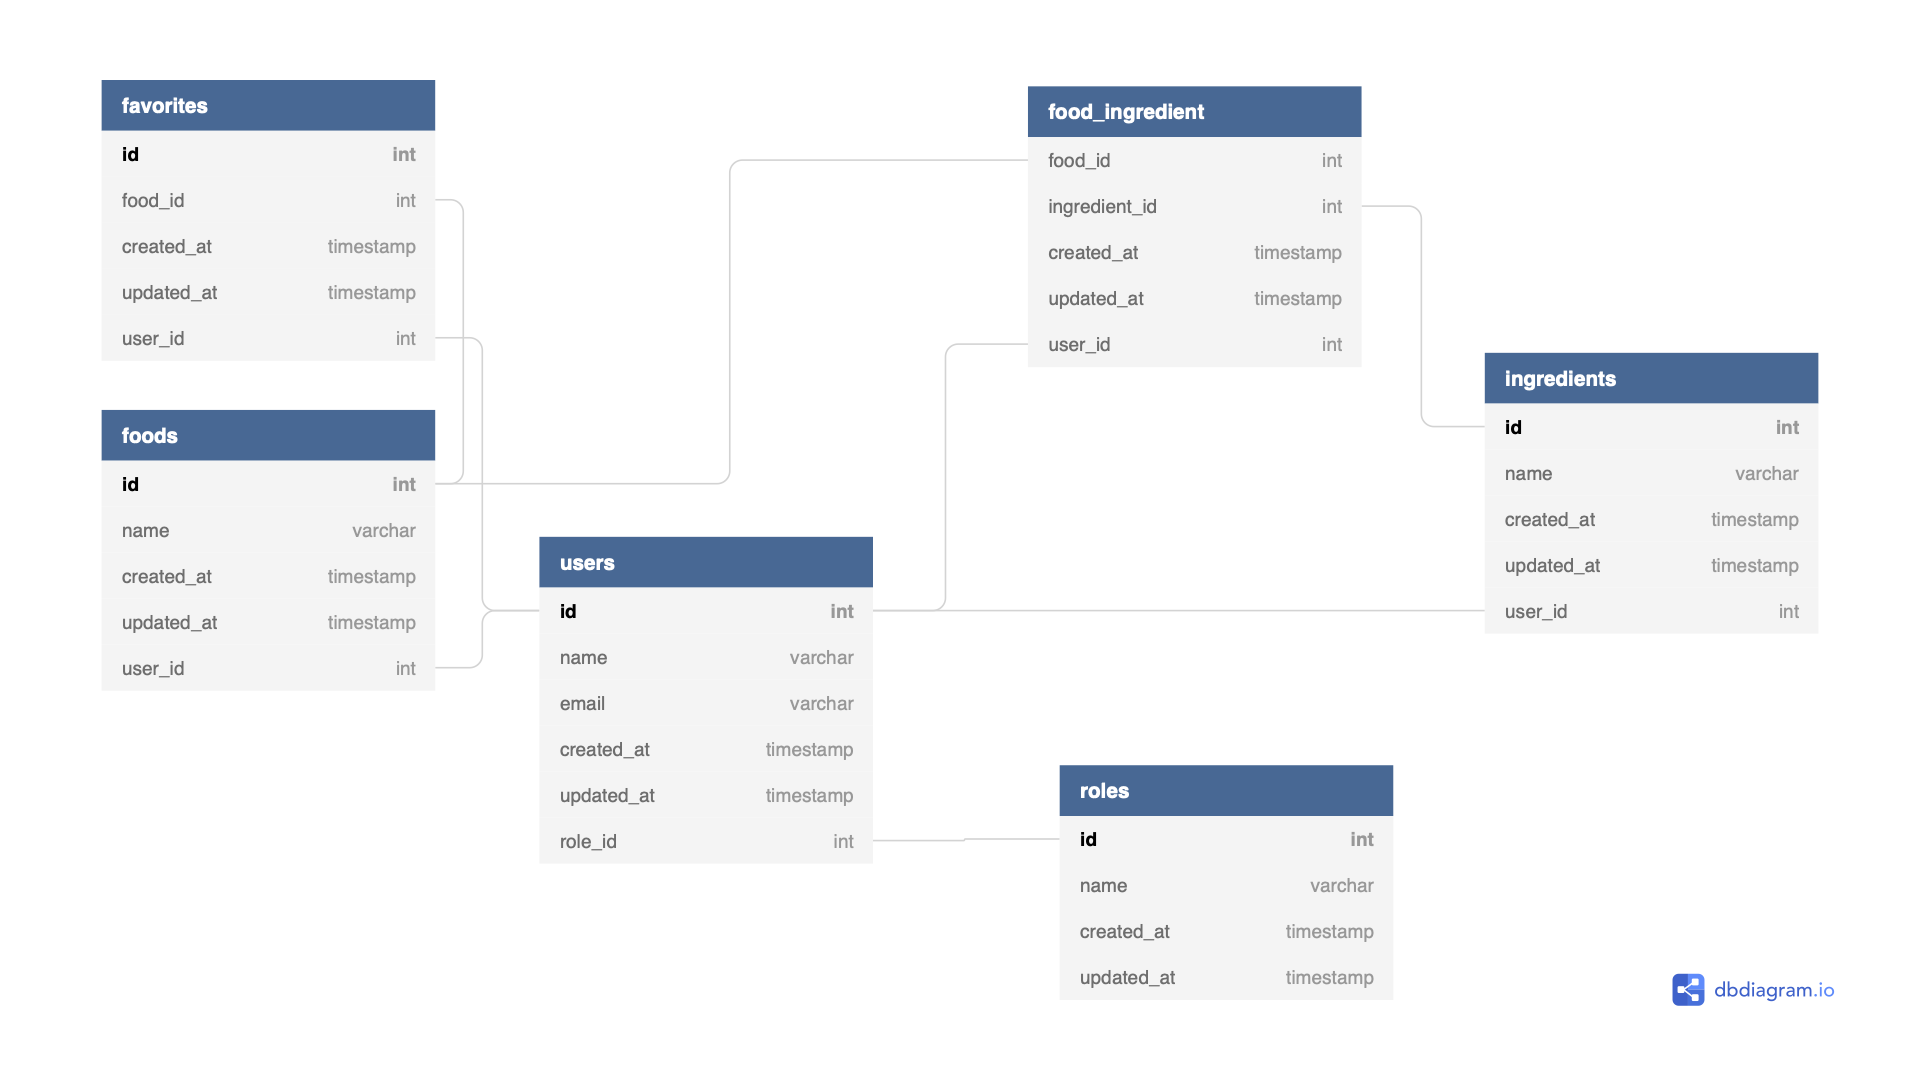 favorites
id int
food_id int
created_at timestamp
updated_at timestamp
user_id int
foods
id int
name varchar
created_at timestamp
updated_at timestamp
user_id int
users
id int
name varchar
email varchar
created_at timestamp
updated_at timestamp
role_id int
food_ingredient
food_id int
ingredient_id int
created_at timestamp
updated_at timestamp
user_id int
ingredients
id int
name varchar
created_at timestamp
updated_at timestamp
user_id int
roles
id int
name varchar
created_at timestamp
updated_at timestamp
dbdiagram.io